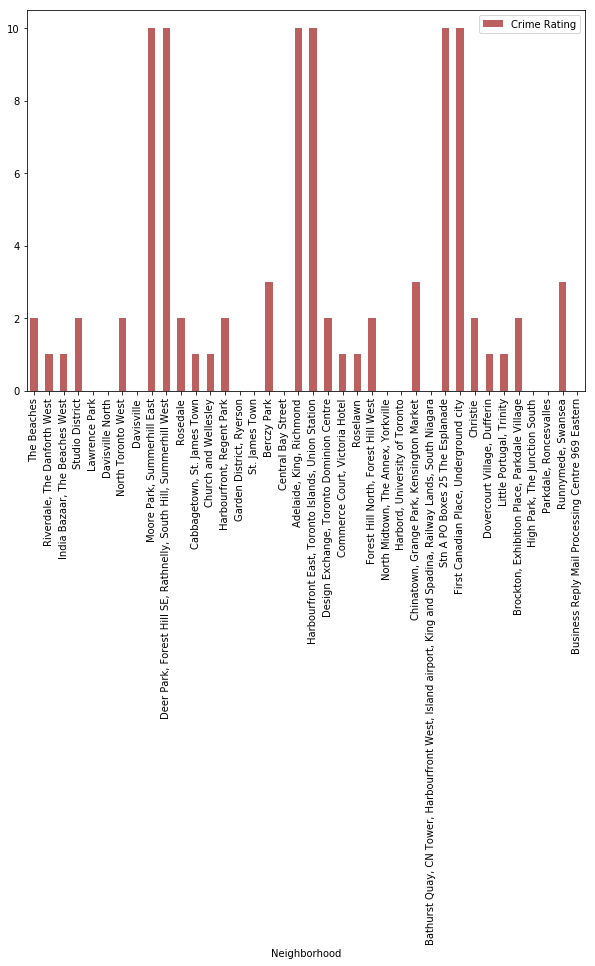 Crime Rating
10
8
6
4
2
0
The Beaches
Riverdale, The Danforth West
India Bazaar, The Beaches West
Studio District
Lawrence Park
Davisville North
North Toronto West
Davisville
Moore Park, Summerhill East
Deer Park, Forest Hill SE, Rathnelly, South Hill, Summerhill West
Rosedale
Cabbagetown, St. James Town
Church and Wellesley
Harbourfront, Regent Park
Garden District, Ryerson
St. James Town
Berczy Park
Central Bay Street
Adelaide, King, Richmond
Harbourfront East, Toronto Islands, Union Station
Design Exchange, Toronto Dominion Centre
Commerce Court, Victoria Hotel
Roselawn
Forest Hill North, Forest Hill West
North Midtown, The Annex, Yorkville
Harbord, University of Toronto
Chinatown, Grange Park, Kensington Market
Bathurst Quay, CN Tower, Harbourfront West, Island airport, King and Spadina, Railway Lands, South Niagara
Stn A PO Boxes 25 The Esplanade
First Canadian Place, Underground city
Christie
Dovercourt Village, Dufferin
Little Portugal, Trinity
Brockton, Exhibition Place, Parkdale Village
High Park, The Junction South
Parkdale, Roncesvalles
Runnymede, Swansea
Business Reply Mail Processing Centre 969 Eastern
Neighborhood